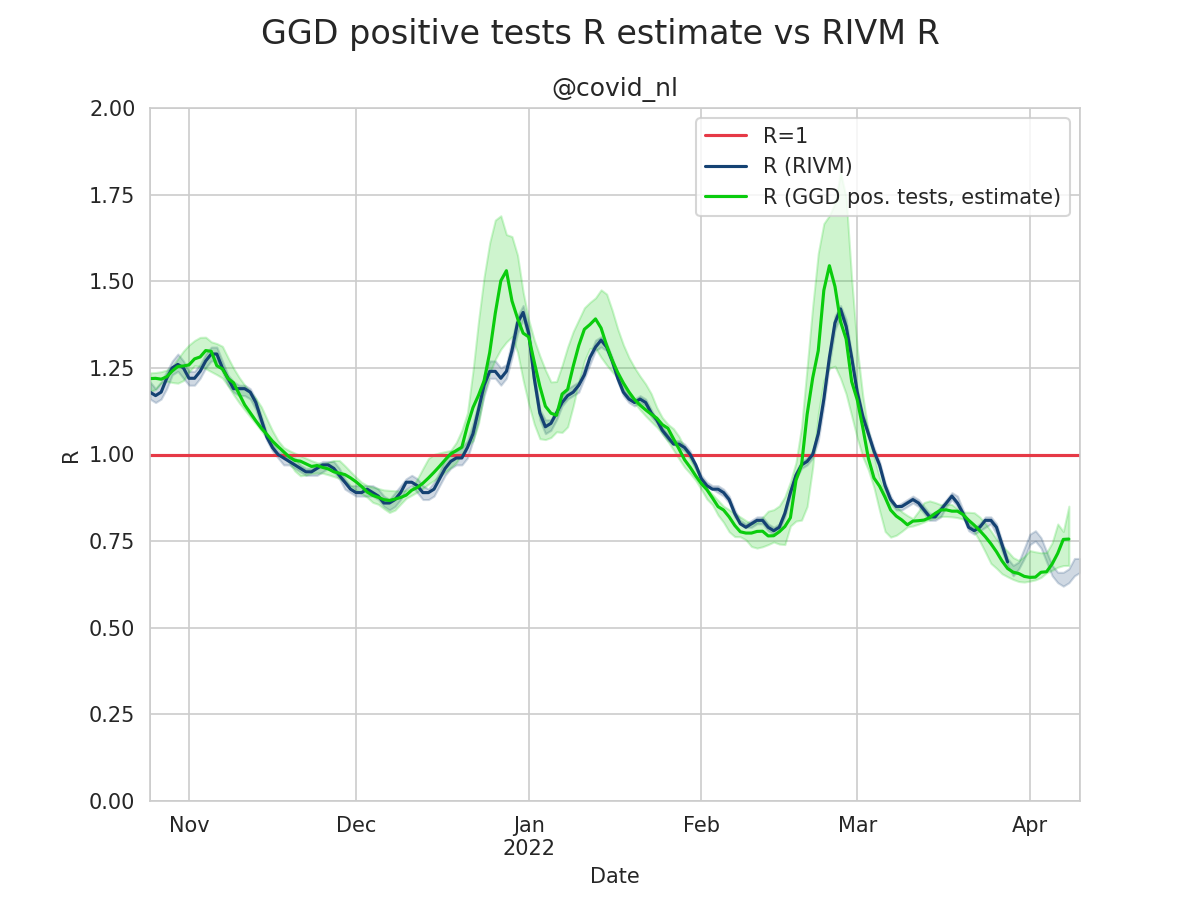 GGD positive tests R estimate vs RIVM R
@covid_nl
R=1
R (RIVM)
R (GGD pos. tests, estimate)
2.00
1.75
1.50
1.25
1.00
0.75
0.50
0.25
0.00
R
Nov Dec Jan Feb Mar Apr
2022
Date